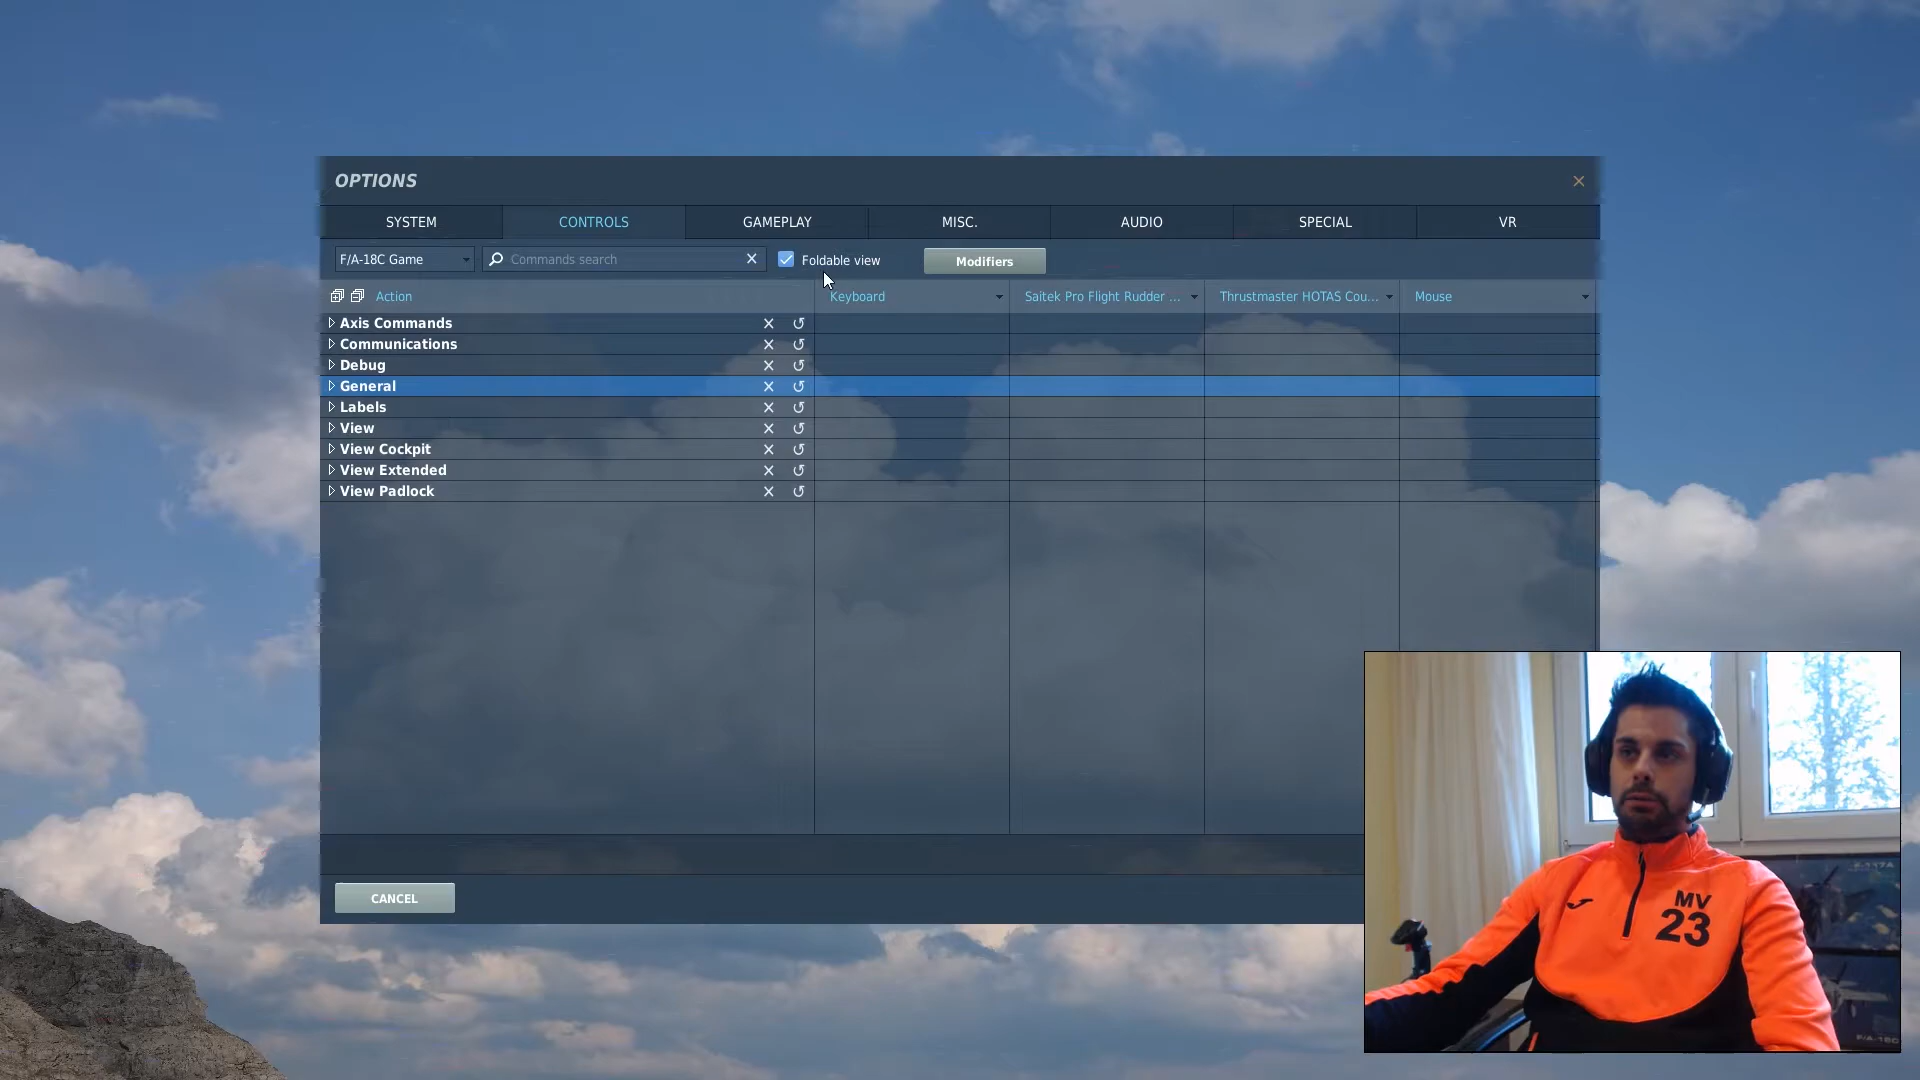 OPTIONS
SYSTEM CONTROLS GAMEPLAY MISC. AUDIO SPECIAL VR
F/A-18C Game Commands search Foldable view Modifiers
Action Keyboard Saitek Pro Flight Rudder ... Thrustmaster HOTAS Cou... Mouse
Axis Commands
Communications
Debug
General
Labels
View
View Cockpit
View Extended
View Padlock
CANCEL
MV
23